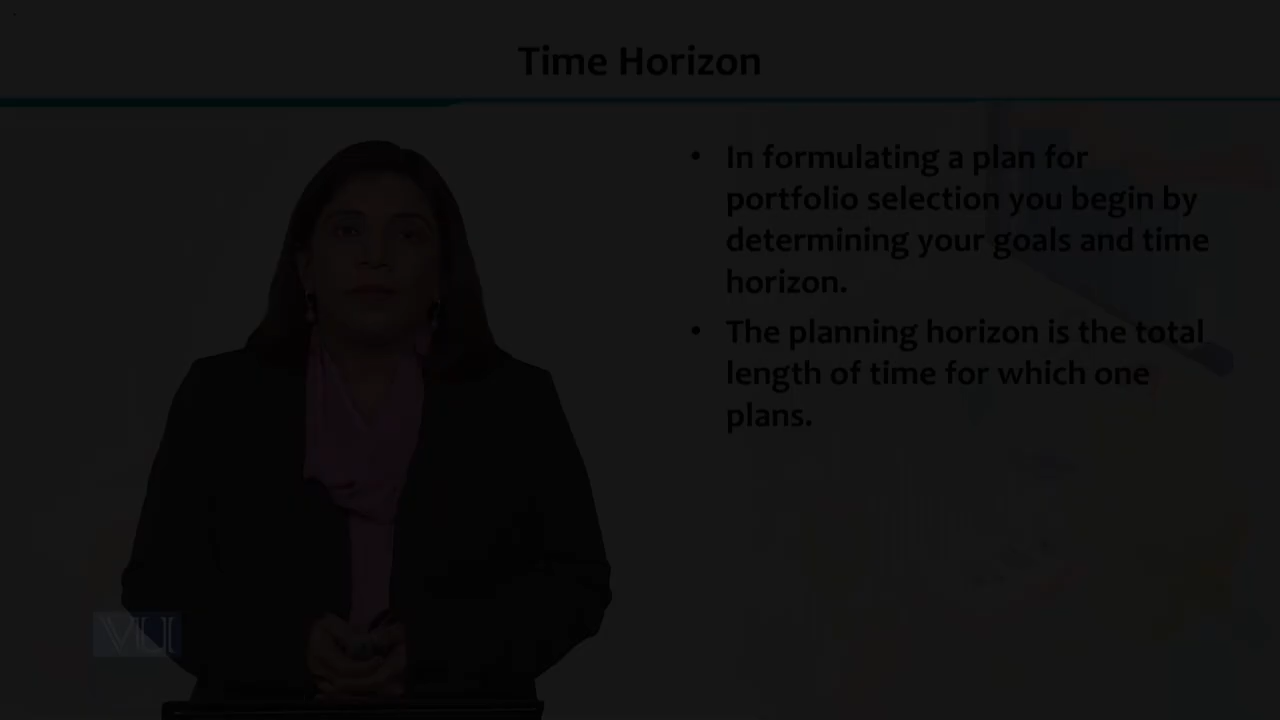 Time Horizon
• In formulating a plan for
portfolio selection you begin by
determining your goals and time
horizon.
• The planning horizon is the total
length of time for which one
plans.
VU